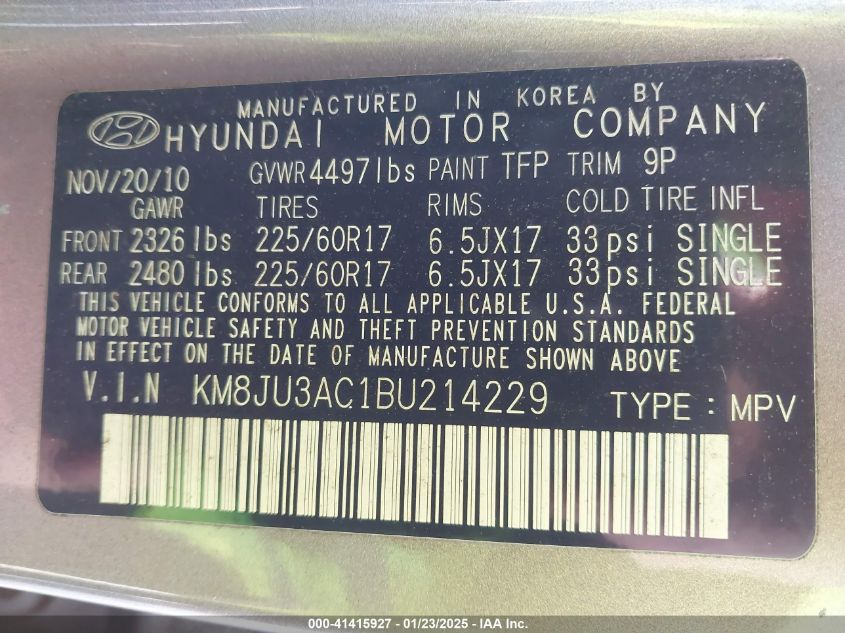 MANUFACTURED IN KOREA BY
HYUNDAI MOTOR COMPANY
NOV/20/10 GVWR 4497lbs PAINT TFP TRIM 9P
GAWR TIRES RIMS COLD TIRE INFL
FRONT 2326 lbs 225/60R17 6.5JX17 33psi SINGLE
REAR 2480 lbs 225/60R17 6.5JX17 33psi SINGLE
THIS VEHICLE CONFORMS TO ALL APPLICABLE U.S.A. FEDERAL
MOTOR VEHICLE SAFETY AND THEFT PREVENTION STANDARDS
IN EFFECT ON THE DATE OF MANUFACTURE SHOWN ABOVE
V.I.N KM8JU3AC1BU214229 TYPE : MPV
000-41415927 - 01/23/2025 - IAA Inc.